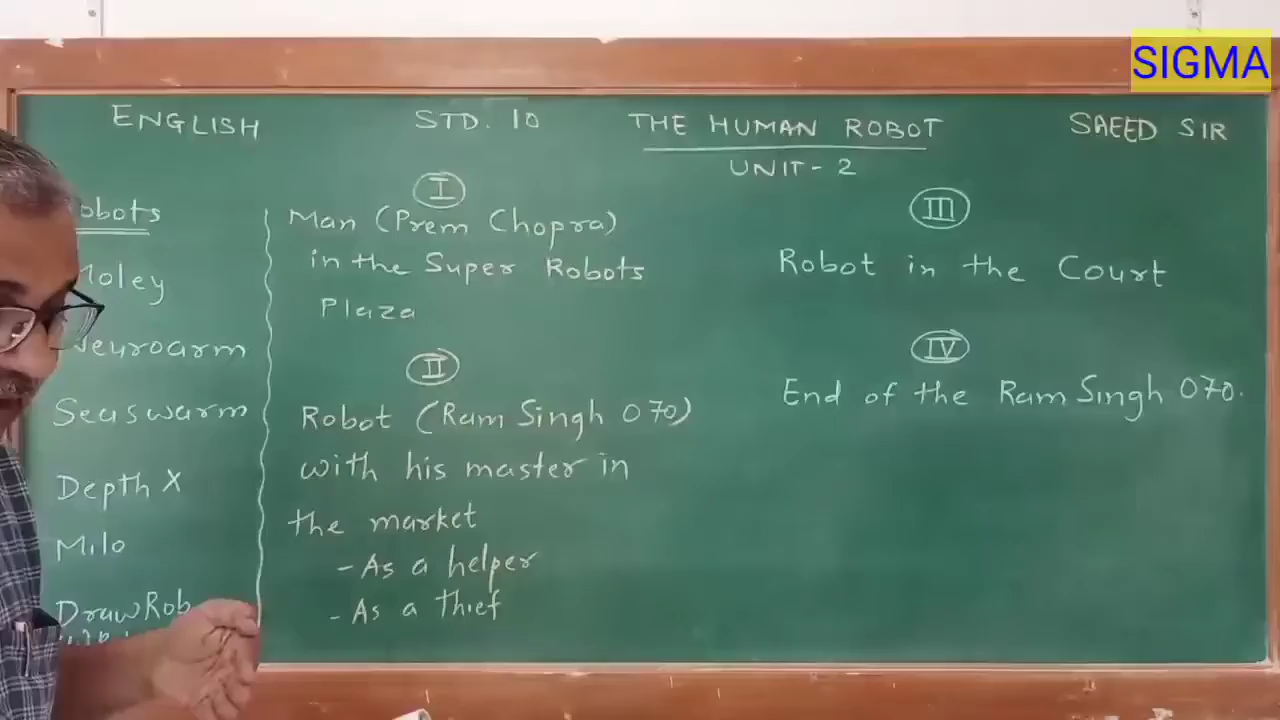 SIGMA
ENGLISH STD. 10 THE HUMAN ROBOT SAEED SIR
UNIT - 2
obots
Moley
Neuroarm
Seaswarm
Depth X
Milo
DrawRob
I
Man (Prem Chopra)
in the Super Robots
Plaza
II
Robot (Ram Singh 070)
with his master in
the market
- As a helper
- As a Thief
III
Robot in the Court
IV
End of the Ram Singh 070.